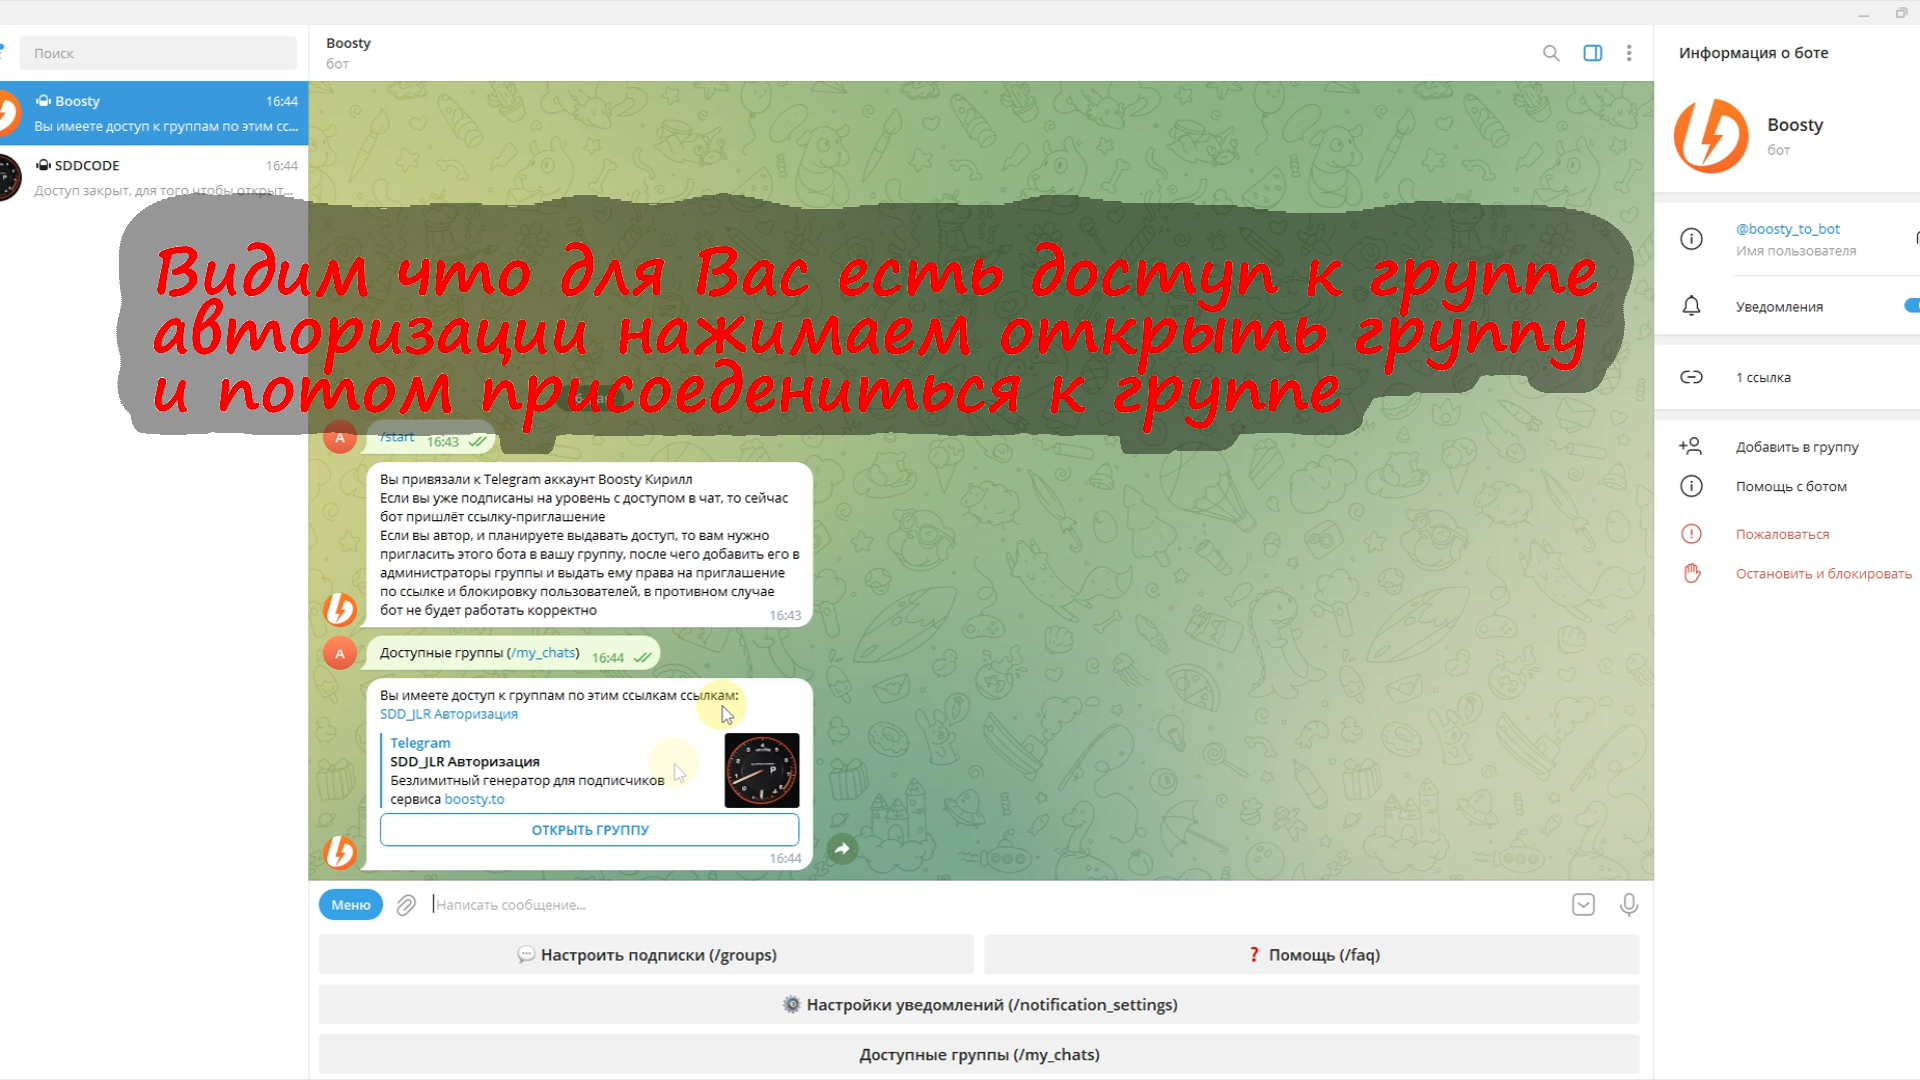 Поиск
Boosty
16:44
Вы имеете доступ к группам по этим сс...
SDDCODE
16:44
Доступ закрыт, для того чтобы открыт...
Boosty
бот
Видим что для Вас есть доступ к группе
авторизации нажимаем открыть группу
и потом присоедениться к группе
А
/start
16:43
Вы привязали к Telegram аккаунт Boosty Кирилл
Если вы уже подписаны на уровень с доступом в чат, то сейчас
бот пришлёт ссылку-приглашение
Если вы автор, и планируете выдавать доступ, то вам нужно
пригласить этого бота в вашу группу, после чего добавить его в
администраторы группы и выдать ему права на приглашение
по ссылке и блокировку пользователей, в противном случае
бот не будет работать корректно
16:43
А
Доступные группы (/my_chats)
16:44
Вы имеете доступ к группам по этим ссылкам ссылкам:
SDD_JLR Авторизация
Telegram
SDD_JLR Авторизация
Безлимитный генератор для подписчиков
сервиса boosty.to
ОТКРЫТЬ ГРУППУ
16:44
Меню
Написать сообщение...
Настроить подписки (/groups)
❓ Помощь (/faq)
Настройки уведомлений (/notification_settings)
Доступные группы (/my_chats)
Информация о боте
Boosty
бот
@boosty_to_bot
Имя пользователя
Уведомления
1 ссылка
Добавить в группу
Помощь с ботом
Пожаловаться
Остановить и блокировать